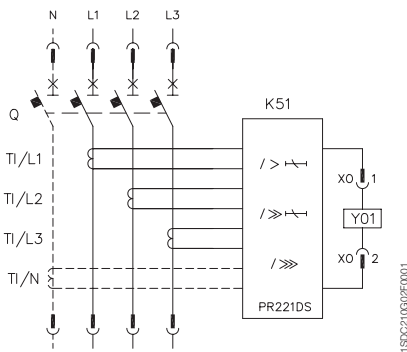 N L1 L2 L3
Q
K51
TI/L1
TI/L2
TI/L3
TI/N
I >
I >>
I >>>
PR221DS
X0 1
Y01
X0 2
1SDC210G02F0001